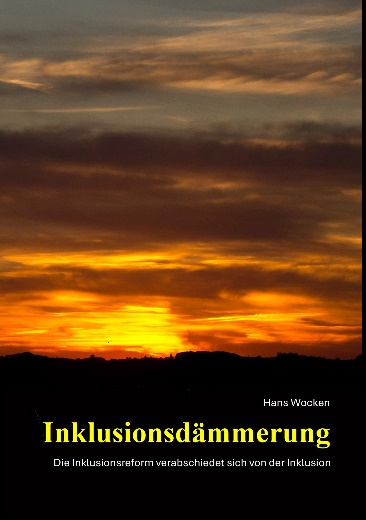 Hans Wocken
Inklusionsdämmerung
Die Inklusionsreform verabschiedet sich von der Inklusion